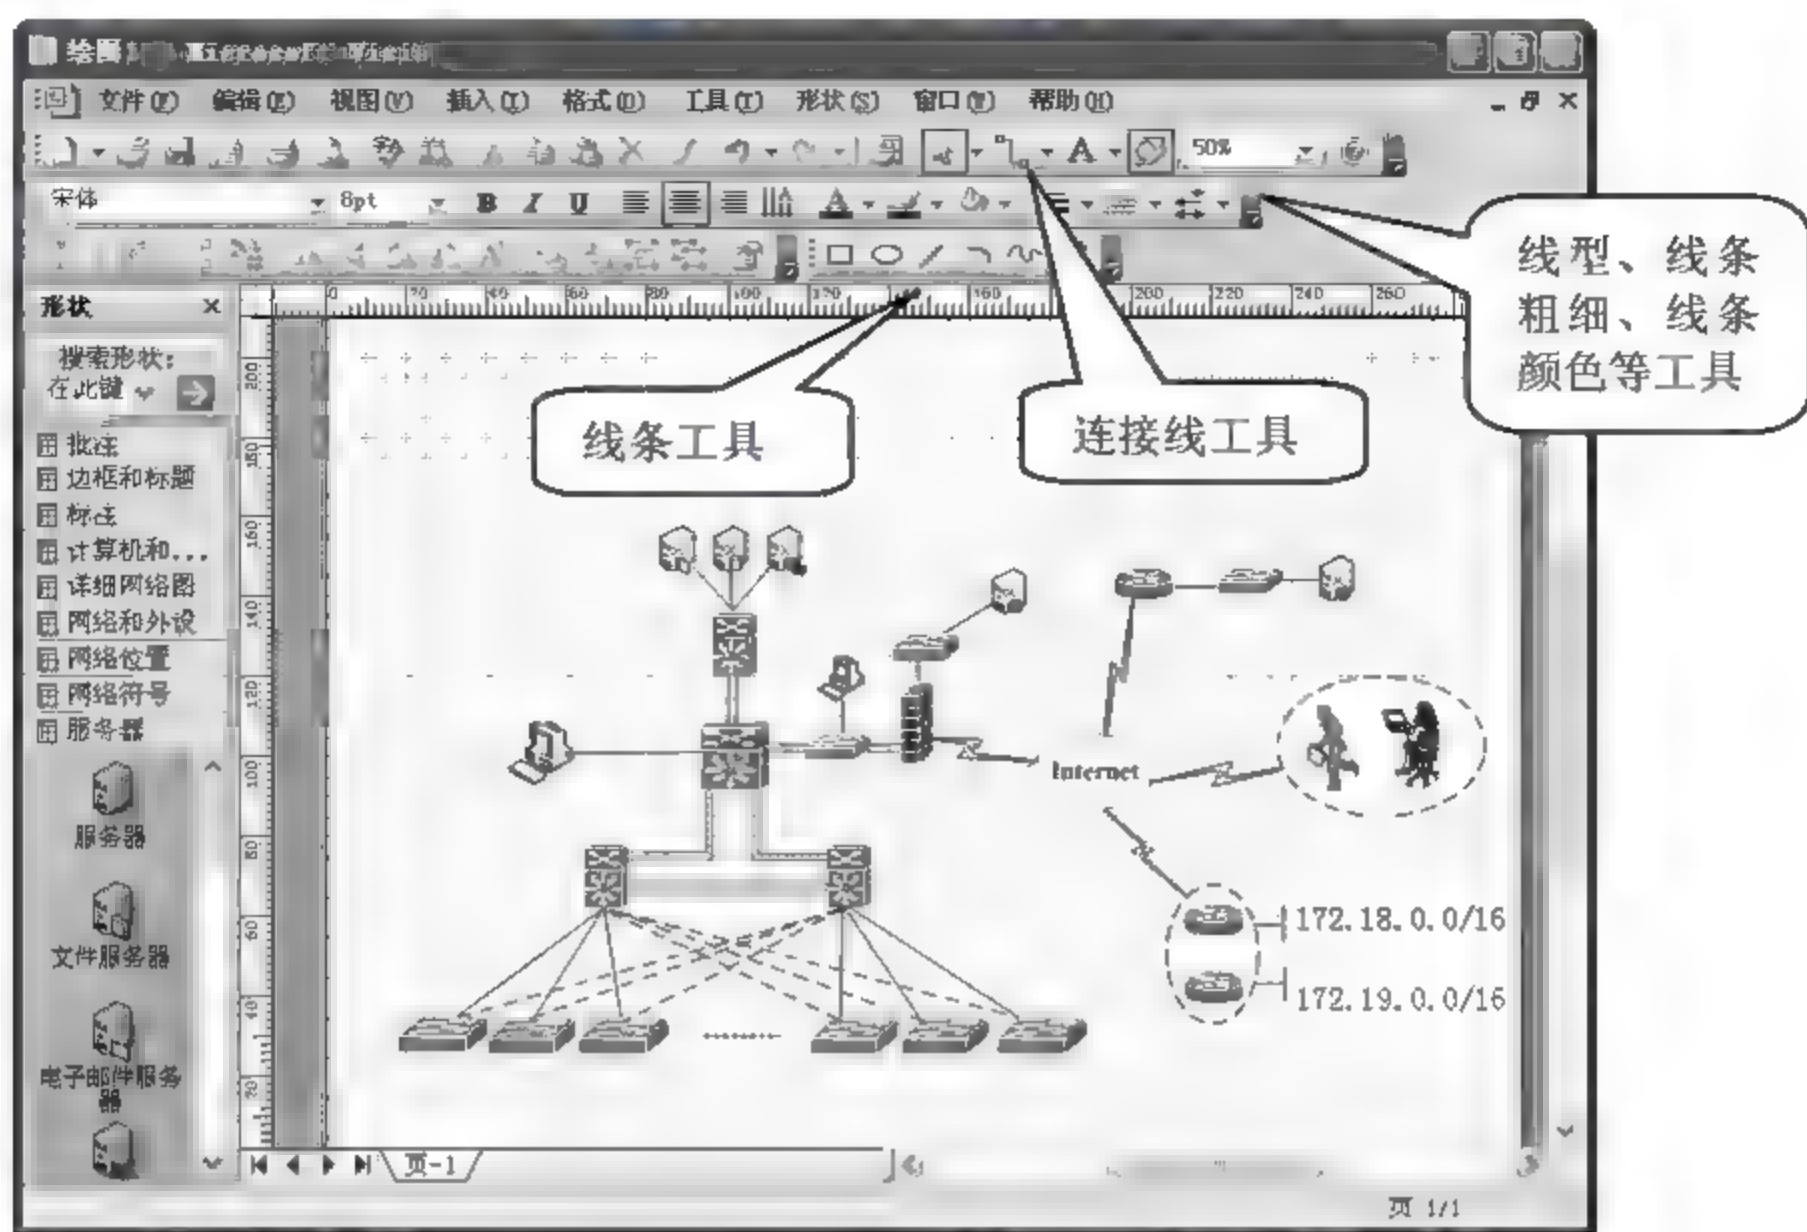 绘图1 - Microsoft Visio
文件(F) 编辑(E) 视图(V) 插入(I) 格式(O) 工具(T) 形状(S) 窗口(W) 帮助(H)
50%
宋体 8pt B I U
形状
搜索形状:
在此键
批注
边框和标题
标注
计算机和...
详细网络图
网络和外设
网络位置
网络符号
服务器
服务器
文件服务器
电子邮件服务
器
线条工具
连接线工具
线型、线条
粗细、线条
颜色等工具
Internet
172.18.0.0/16
172.19.0.0/16
页-1
页 1/1